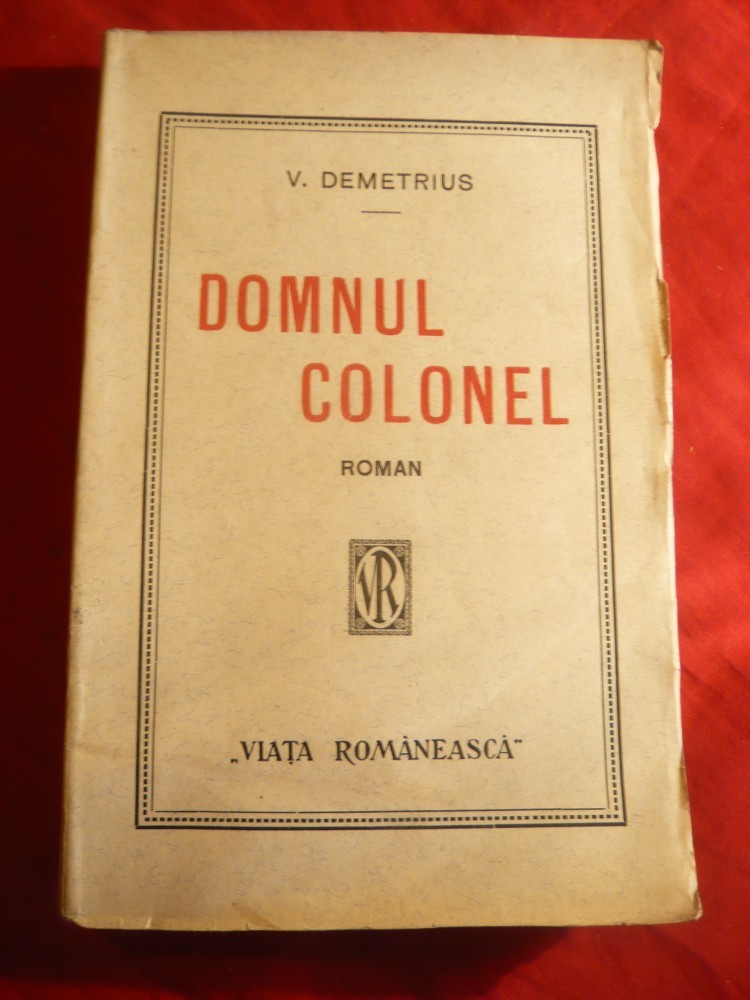 V. DEMETRIUS
DOMNUL
COLONEL
ROMAN
VR
„VIAȚA ROMÂNEASCĂ”